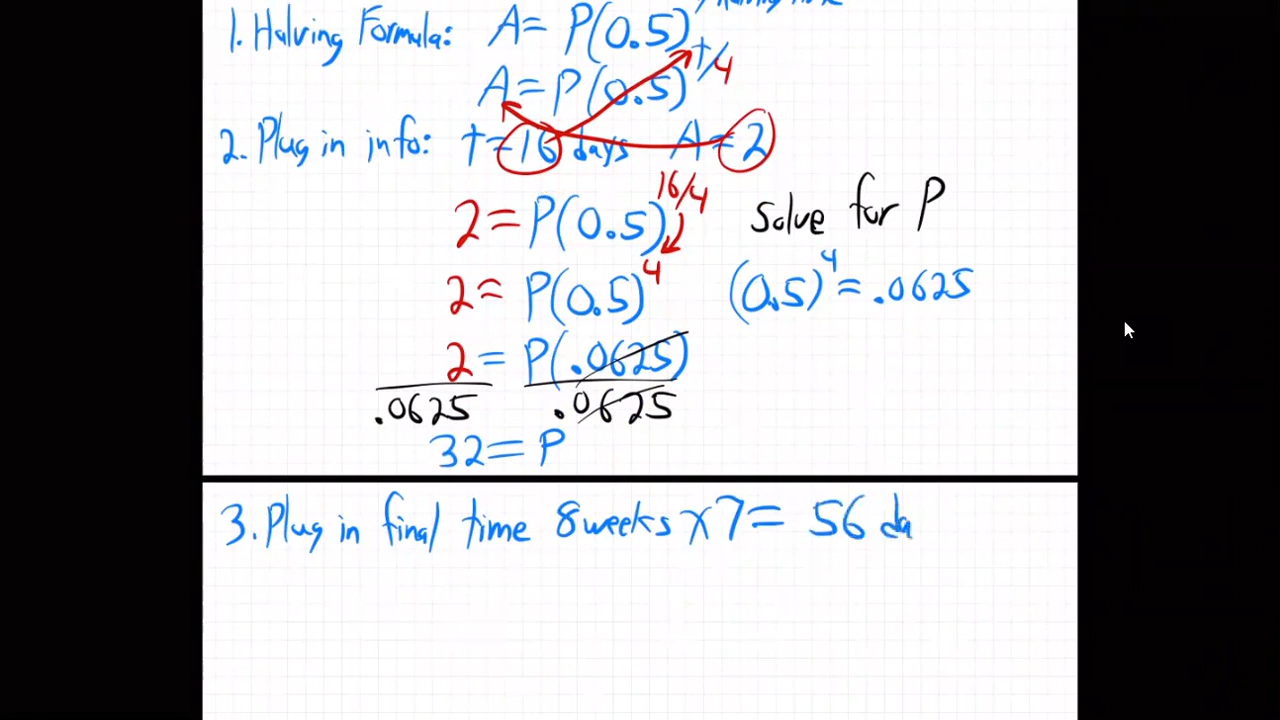 1. Halving Formula: A = P(0.5)
A = P(0.5)^t/4
2. Plug in info: t = 16 days A = 2
2 = P(0.5)^16/4 Solve for P
2 = P(0.5)^4 (0.5)^4 = .0625
2 = P(.0625)
.0625 .0625
32 = P
3. Plug in final time 8 weeks x 7 = 56 da